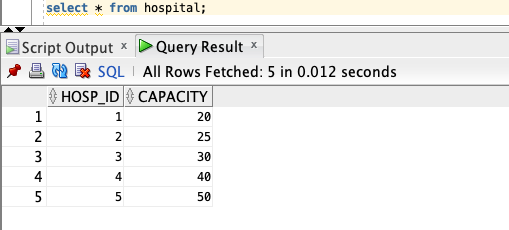 select * from hospital;
Script Output x Query Result x
SQL All Rows Fetched: 5 in 0.012 seconds
HOSP_ID CAPACITY
1 1 20
2 2 25
3 3 30
4 4 40
5 5 50